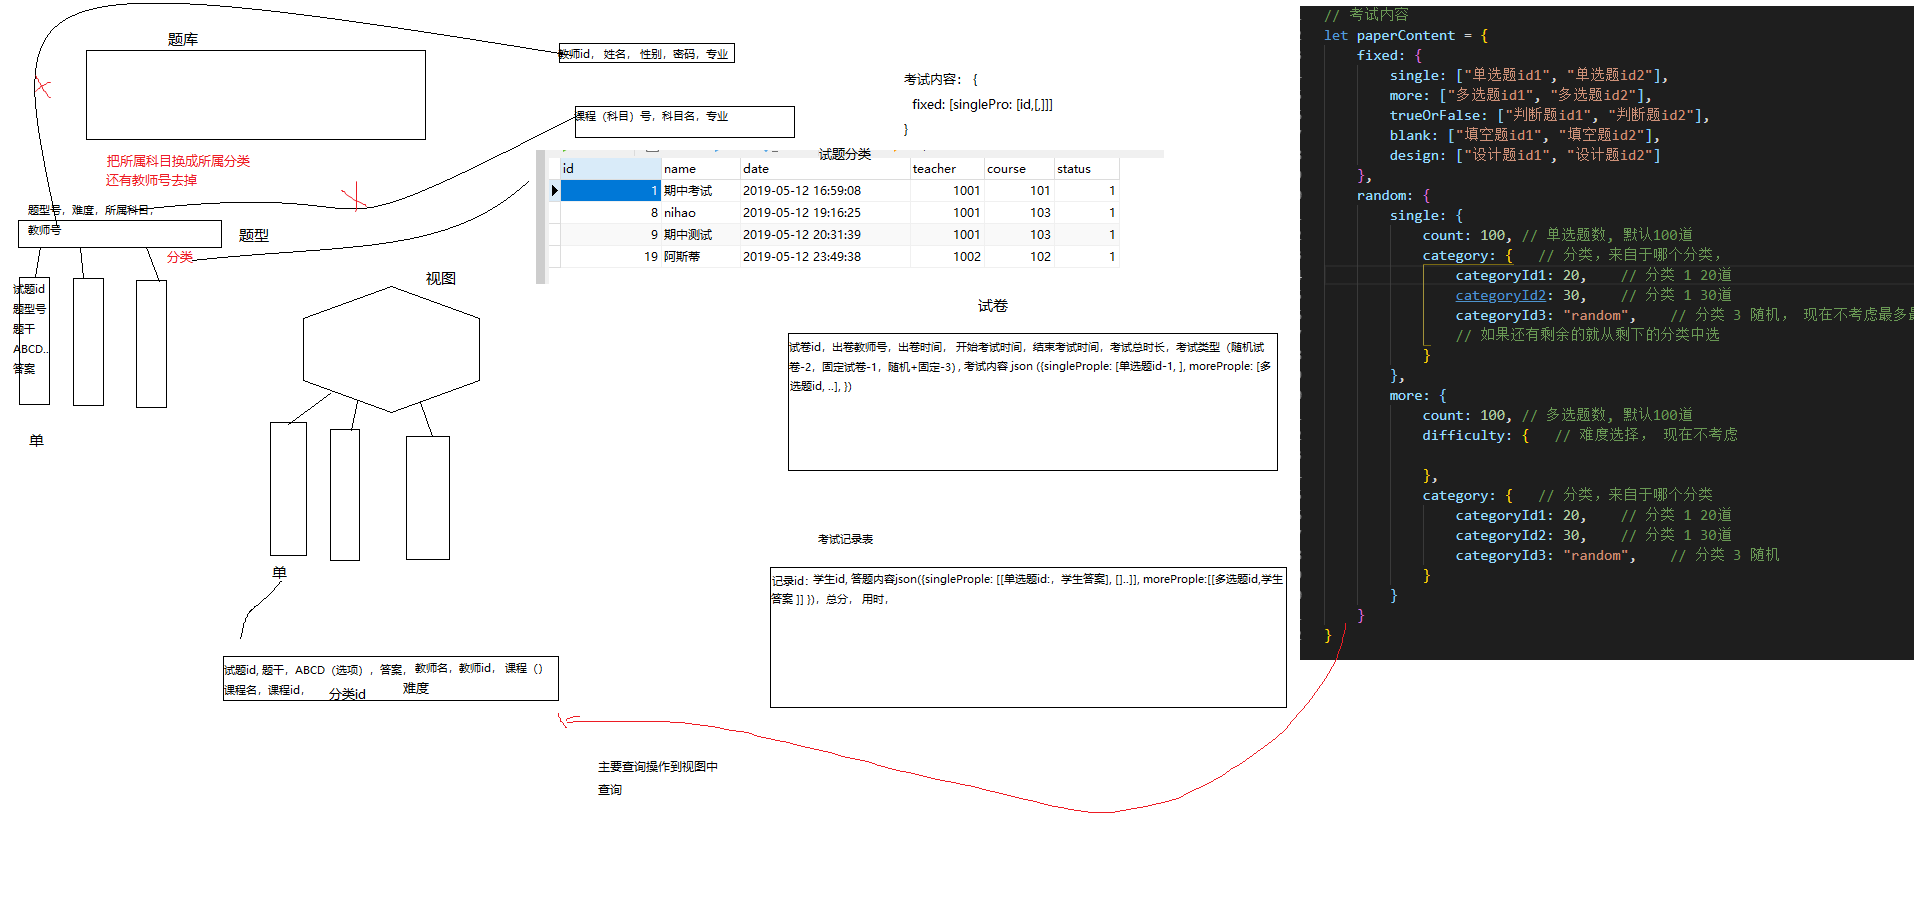 题库
把所属科目换成所属分类
还有教师号去掉
题型号，难度，所属科目，
教师号
题型
分类
试题id
题型号
题干
ABCD..
答案
单
视图
单
试题id, 题干，ABCD（选项），答案，教师名，教师id， 课程（）
课程名，课程id，
分类id
难度
教师id， 姓名， 性别，密码，专业
课程（科目）号，科目名，专业
考试内容： {
fixed: [singlePro: [id,[,]]]
}
试题分类
id name date teacher course status
1 期中考试 2019-05-12 16:59:08 1001 101 1
8 nihao 2019-05-12 19:16:25 1001 103 1
9 期中测试 2019-05-12 20:31:39 1001 103 1
19 阿斯蒂 2019-05-12 23:49:38 1002 102 1
试卷
试卷id，出卷教师号，出卷时间， 开始考试时间，结束考试时间，考试总时长，考试类型（随机试
卷-2，固定试卷-1，随机+固定-3) , 考试内容 json ({singleProple: [单选题id-1, ], moreProple: [多
选题id, ..], })
考试记录表
记录id：学生id, 答题内容json({singleProple: [[单选题id:，学生答案], []..]], moreProple:[[多选题id,学生
答案 ]] })，总分， 用时，
主要查询操作到视图中
查询
// 考试内容
let paperContent = {
fixed: {
single: ["单选题id1", "单选题id2"],
more: ["多选题id1", "多选题id2"],
trueOrFalse: ["判断题id1", "判断题id2"],
blank: ["填空题id1", "填空题id2"],
design: ["设计题id1", "设计题id2"]
},
random: {
single: {
count: 100, // 单选题数, 默认100道
category: { // 分类，来自于哪个分类，
categoryId1: 20, // 分类 1 20道
categoryId2: 30, // 分类 1 30道
categoryId3: "random", // 分类 3 随机， 现在不考虑最多
// 如果还有剩余的就从剩下的分类中选
}
},
more: {
count: 100, // 多选题数, 默认100道
difficulty: { // 难度选择， 现在不考虑
},
category: { // 分类，来自于哪个分类
categoryId1: 20, // 分类 1 20道
categoryId2: 30, // 分类 1 30道
categoryId3: "random", // 分类 3 随机
}
}
}
}